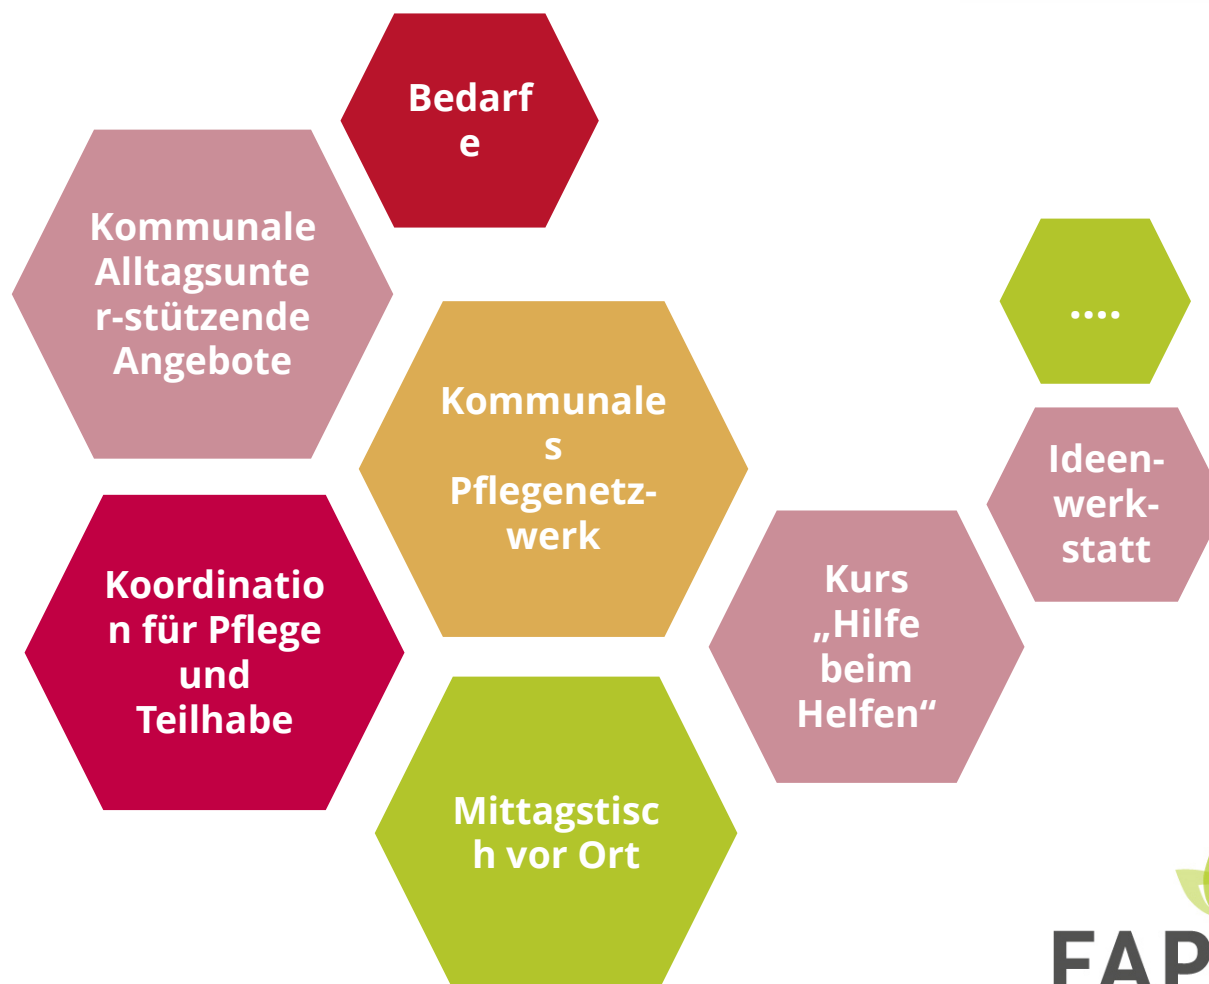 Bedarf
e
Kommunale
Alltagsunte
r-stützende
Angebote
....
Kommunale
s
Pflegenetz-
werk
Ideen-
werk-
statt
Koordinatio
n für Pflege
und
Teilhabe
Kurs
„Hilfe
beim
Helfen“
Mittagstisc
h vor Ort
FAP